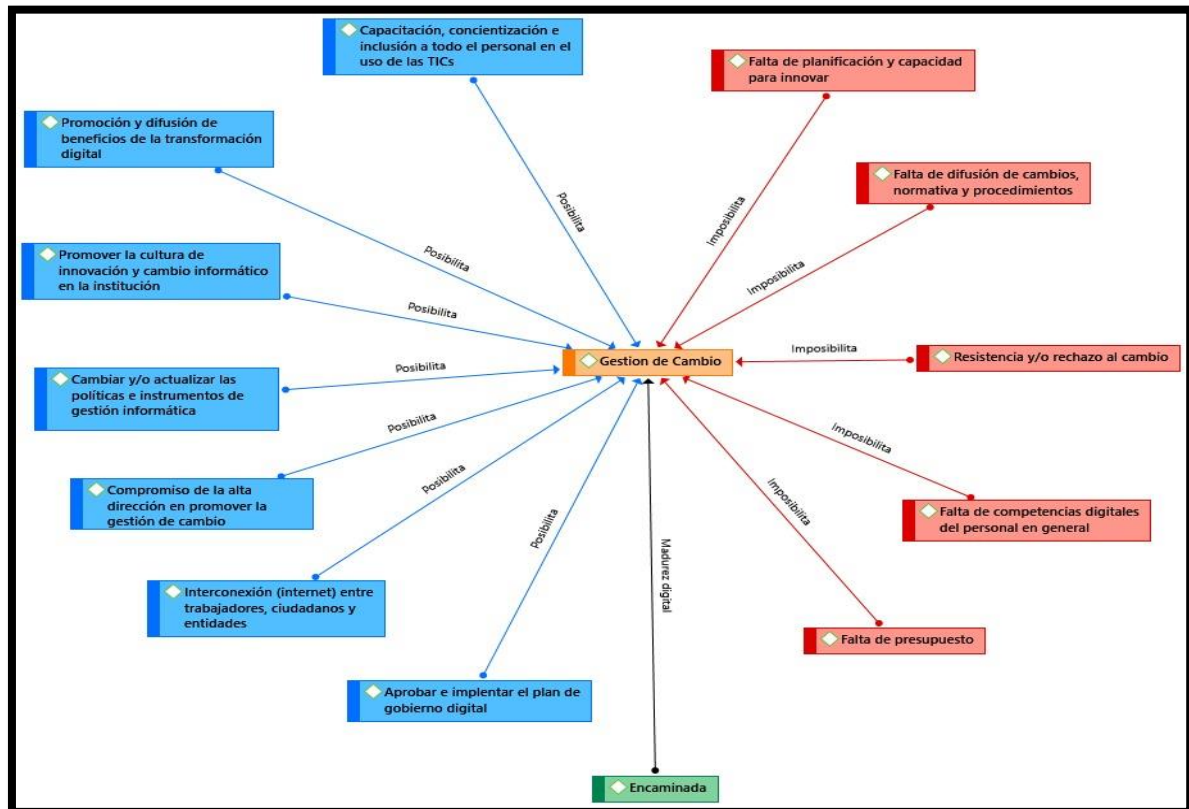 Capacitación, concientización e
inclusión a todo el personal en el
uso de las TICs
Falta de planificación y capacidad
para innovar
Promoción y difusión de
beneficios de la transformación
digital
Falta de difusión de cambios,
normativa y procedimientos
Posibilita
Imposibilita
Promover la cultura de
innovación y cambio informático
en la institución
Posibilita
Imposibilita
Posibilita
Gestion de Cambio
Imposibilita
Resistencia y/o rechazo al cambio
Cambiar y/o actualizar las
políticas e instrumentos de
gestión informática
Posibilita
Posibilita
Imposibilita
Compromiso de la alta
dirección en promover la
gestión de cambio
Posibilita
Imposibilita
Falta de competencias digitales
del personal en general
Posibilita
Madurez digital
Interconexión (internet) entre
trabajadores, ciudadanos y
entidades
Falta de presupuesto
Aprobar e implentar el plan de
gobierno digital
Encaminada